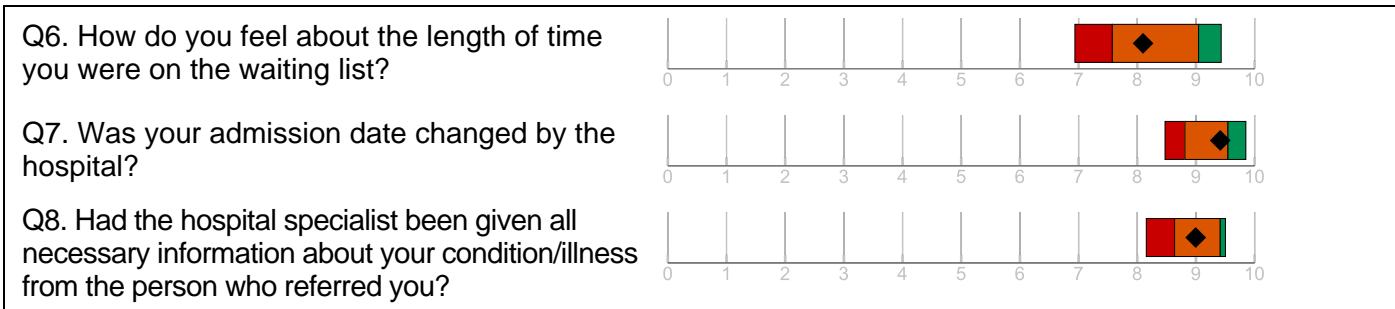 Q6. How do you feel about the length of time
you were on the waiting list?
0 1 2 3 4 5 6 7 8 9 10
Q7. Was your admission date changed by the
hospital?
0 1 2 3 4 5 6 7 8 9 10
Q8. Had the hospital specialist been given all
necessary information about your condition/illness
from the person who referred you?
0 1 2 3 4 5 6 7 8 9 10